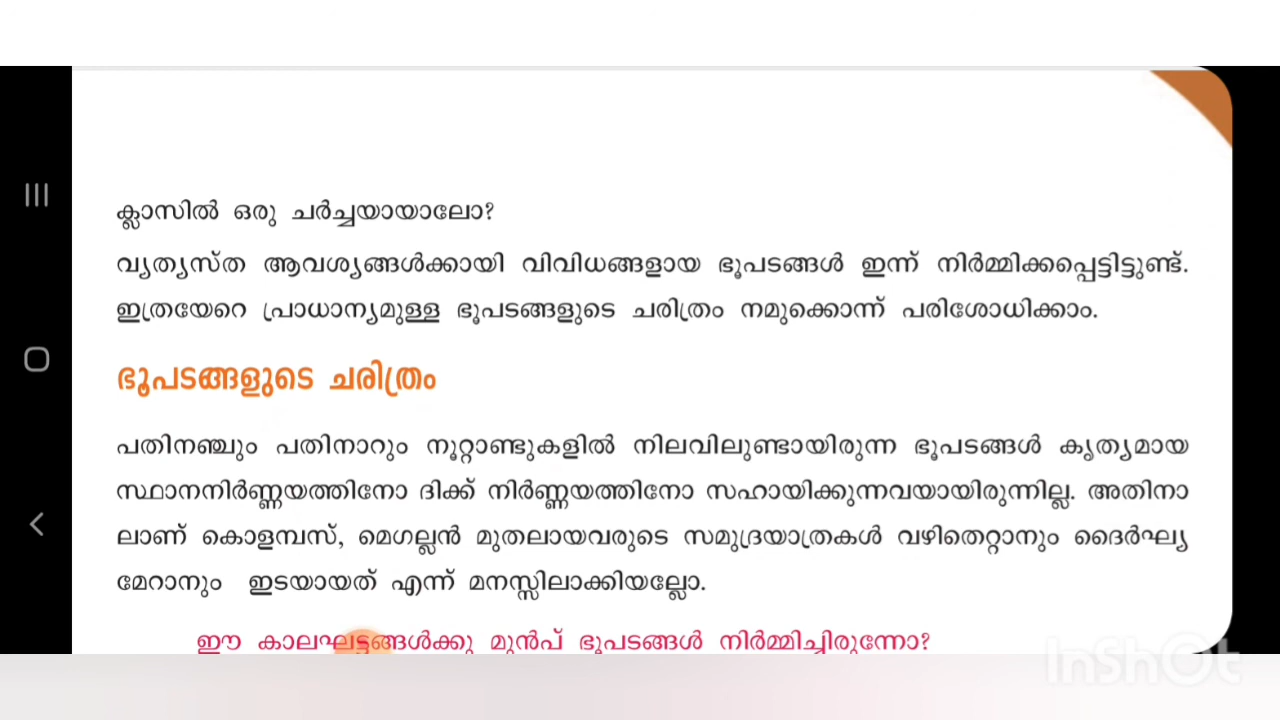 ക്ലാസിൽ ഒരു ചർച്ചയായാലോ?
വ്യത്യസ്ത ആവശ്യങ്ങൾക്കായി വിവിധങ്ങളായ ഭൂപടങ്ങൾ ഇന്ന് നിർമ്മിക്കപ്പെട്ടിട്ടുണ്ട്.
ഇത്രയേറെ പ്രാധാന്യമുള്ള ഭൂപടങ്ങളുടെ ചരിത്രം നമുക്കൊന്ന് പരിശോധിക്കാം.
ഭൂപടങ്ങളുടെ ചരിത്രം
പതിനഞ്ചും പതിനാറും നൂറ്റാണ്ടുകളിൽ നിലവിലുണ്ടായിരുന്ന ഭൂപടങ്ങൾ കൃത്യമായ
സ്ഥാനനിർണ്ണയത്തിനോ ദിക്ക് നിർണ്ണയത്തിനോ സഹായിക്കുന്നവയായിരുന്നില്ല. അതിനാ
ലാണ് കൊളമ്പസ്, മെഗല്ലൻ മുതലായവരുടെ സമുദ്രയാത്രകൾ വഴിതെറ്റാനും ദൈർഘ്യ
മേറാനും ഇടയായത് എന്ന് മനസ്സിലാക്കിയല്ലോ.
ഈ കാലഘട്ടങ്ങൾക്കു മുൻപ് ഭൂപടങ്ങൾ നിർമ്മിച്ചിരുന്നോ?
InShOt